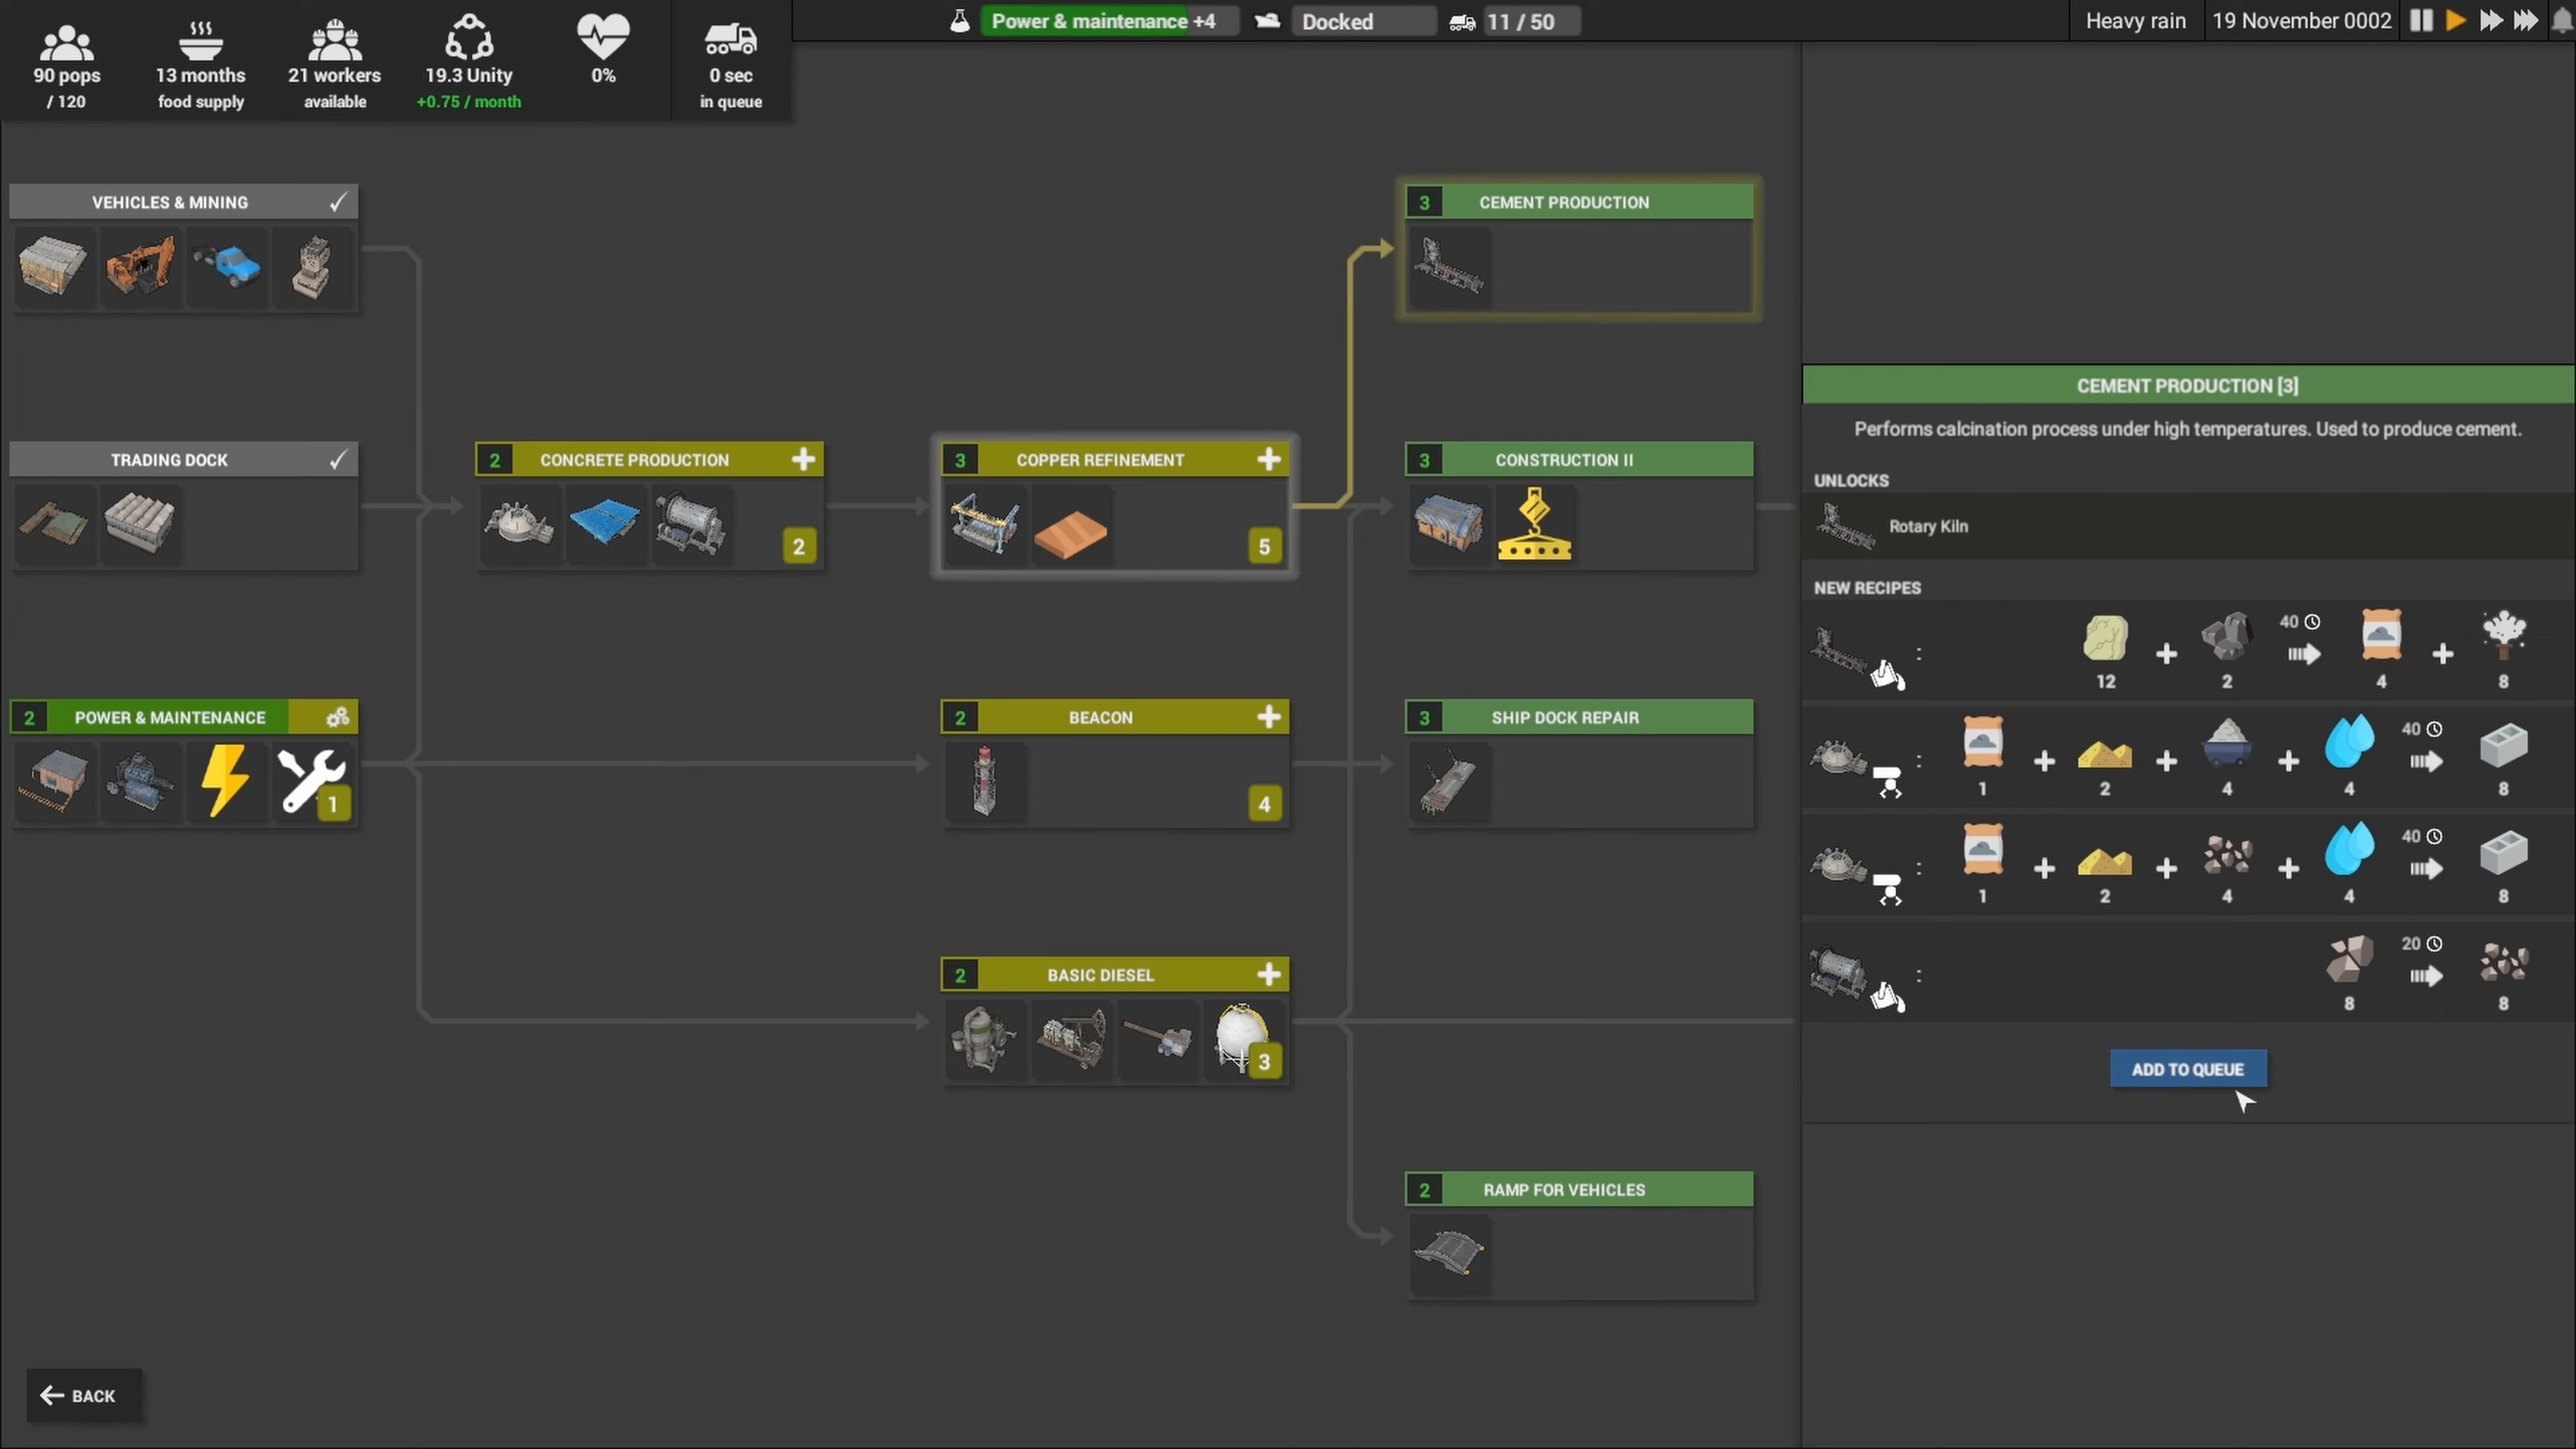 90 pops
/ 120
13 months
food supply
21 workers
available
19.3 Unity
+0.75 / month
0%
0 sec
in queue
Power & maintenance +4
Docked
11 / 50
Heavy rain
19 November 0002
VEHICLES & MINING
3 CEMENT PRODUCTION
TRADING DOCK
2 CONCRETE PRODUCTION
2
3 COPPER REFINEMENT
5
3 CONSTRUCTION II
2 POWER & MAINTENANCE
1
2 BEACON
4
3 SHIP DOCK REPAIR
2 BASIC DIESEL
3
2 RAMP FOR VEHICLES
BACK
CEMENT PRODUCTION [3]
Performs calcination process under high temperatures. Used to produce cement.
UNLOCKS
Rotary Kiln
NEW RECIPES
: + 40 +
12 2 4 8
: + + + 40
1 2 4 4 8
: + + + 40
1 2 4 4 8
: 20
8 8
ADD TO QUEUE